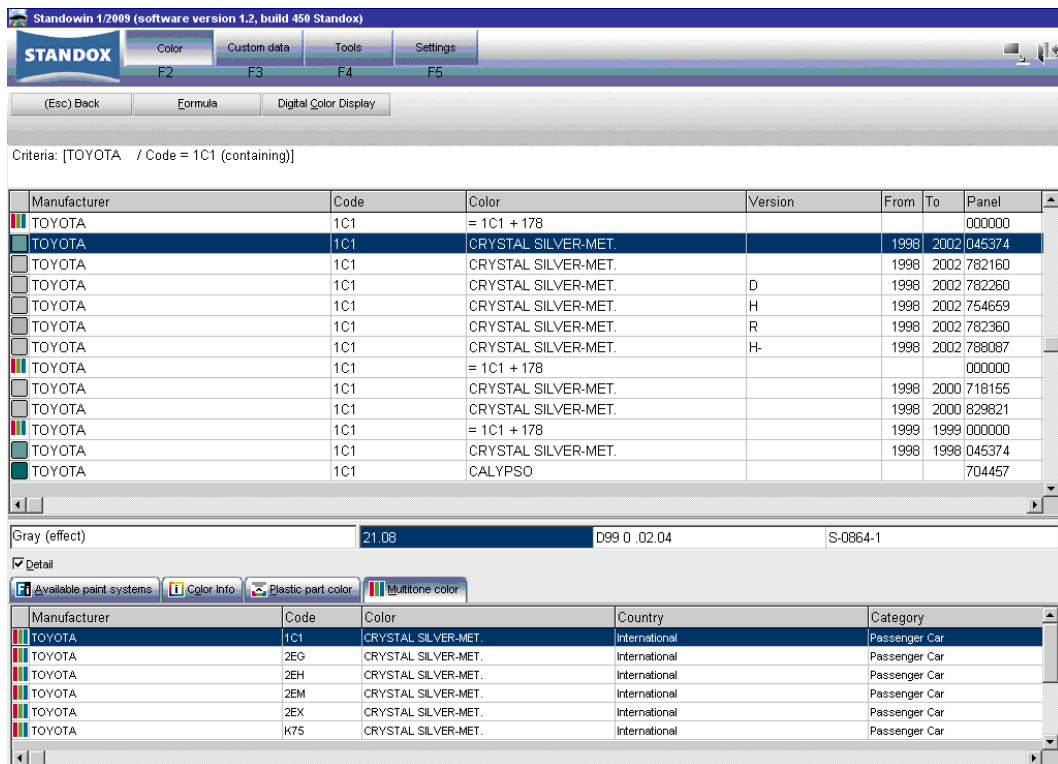 Standowin 1/2009 (software version 1.2, build 450 Standox)
STANDOX Color Custom data Tools Settings
F2 F3 F4 F5
(Esc) Back Formula Digital Color Display
Criteria: [TOYOTA / Code = 1C1 (containing)]
Manufacturer Code Color Version From To Panel
TOYOTA 1C1 = 1C1 + 178 000000
TOYOTA 1C1 CRYSTAL SILVER-MET. 1998 2002 045374
TOYOTA 1C1 CRYSTAL SILVER-MET. 1998 2002 782160
TOYOTA 1C1 CRYSTAL SILVER-MET. D 1998 2002 782260
TOYOTA 1C1 CRYSTAL SILVER-MET. H 1998 2002 754659
TOYOTA 1C1 CRYSTAL SILVER-MET. R 1998 2002 782360
TOYOTA 1C1 CRYSTAL SILVER-MET. H- 1998 2002 788087
TOYOTA 1C1 = 1C1 + 178 000000
TOYOTA 1C1 CRYSTAL SILVER-MET. 1998 2000 718155
TOYOTA 1C1 CRYSTAL SILVER-MET. 1998 2000 829821
TOYOTA 1C1 = 1C1 + 178 1999 1999 000000
TOYOTA 1C1 CRYSTAL SILVER-MET. 1998 1998 045374
TOYOTA 1C1 CALYPSO 704457
Gray (effect) 21.08 D99 0 .02.04 S-0864-1
Detail
Available paint systems Color Info Plastic part color Multitone color
Manufacturer Code Color Country Category
TOYOTA 1C1 CRYSTAL SILVER-MET. International Passenger Car
TOYOTA 2EG CRYSTAL SILVER-MET. International Passenger Car
TOYOTA 2EH CRYSTAL SILVER-MET. International Passenger Car
TOYOTA 2EM CRYSTAL SILVER-MET. International Passenger Car
TOYOTA 2EX CRYSTAL SILVER-MET. International Passenger Car
TOYOTA K75 CRYSTAL SILVER-MET. International Passenger Car